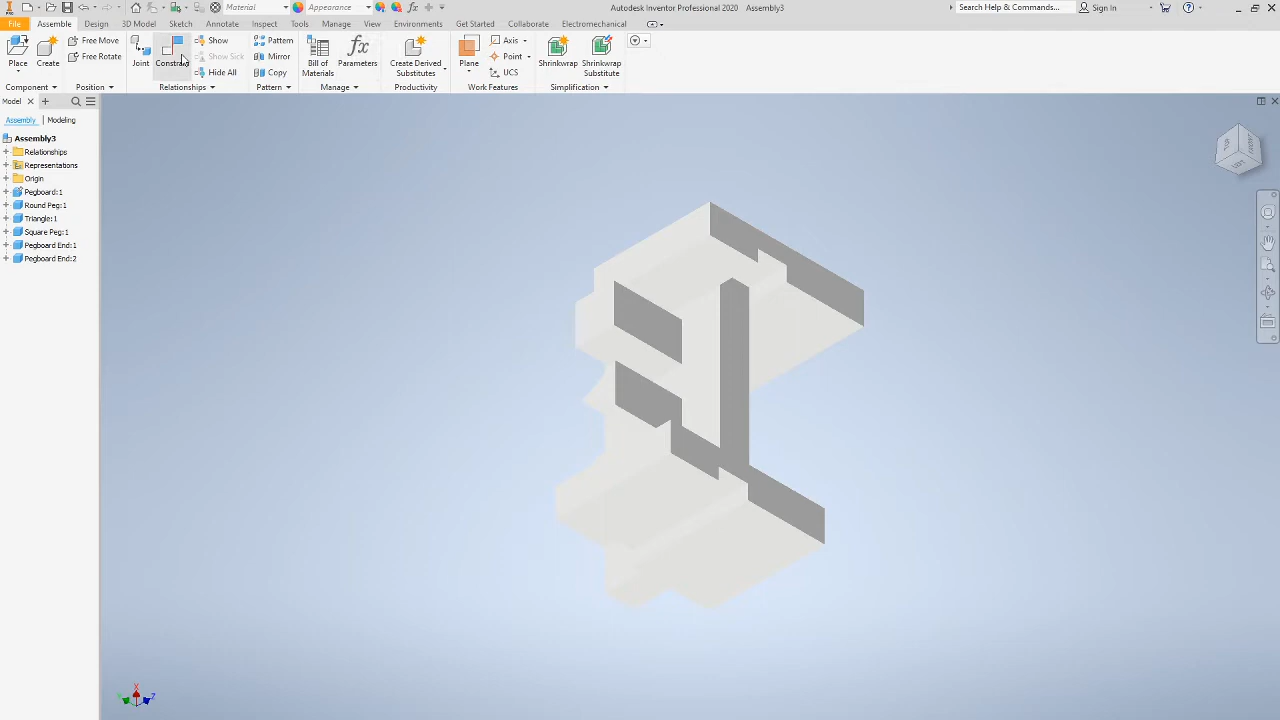 Material
Appearance
Autodesk Inventor Professional 2020 Assembly3
Search Help & Commands...
Sign In
File Assemble Design 3D Model Sketch Annotate Inspect Tools Manage View Environments Get Started Collaborate Electromechanical
Place
Create
Free Move
Free Rotate
Joint
Constrain
Show
Show Sick
Hide All
Pattern
Mirror
Copy
Bill of
Materials
Parameters
Create Derived
Substitutes
Plane
Axis
Point
UCS
Shrinkwrap
Shrinkwrap
Substitute
Component Position Relationships Pattern Manage Productivity Work Features Simplification
Model
Assembly Modeling
Assembly3
Relationships
Representations
Origin
Pegboard:1
Round Peg:1
Triangle:1
Square Peg:1
Pegboard End:1
Pegboard End:2
TOP
FRONT
LEFT
X
Y
Z